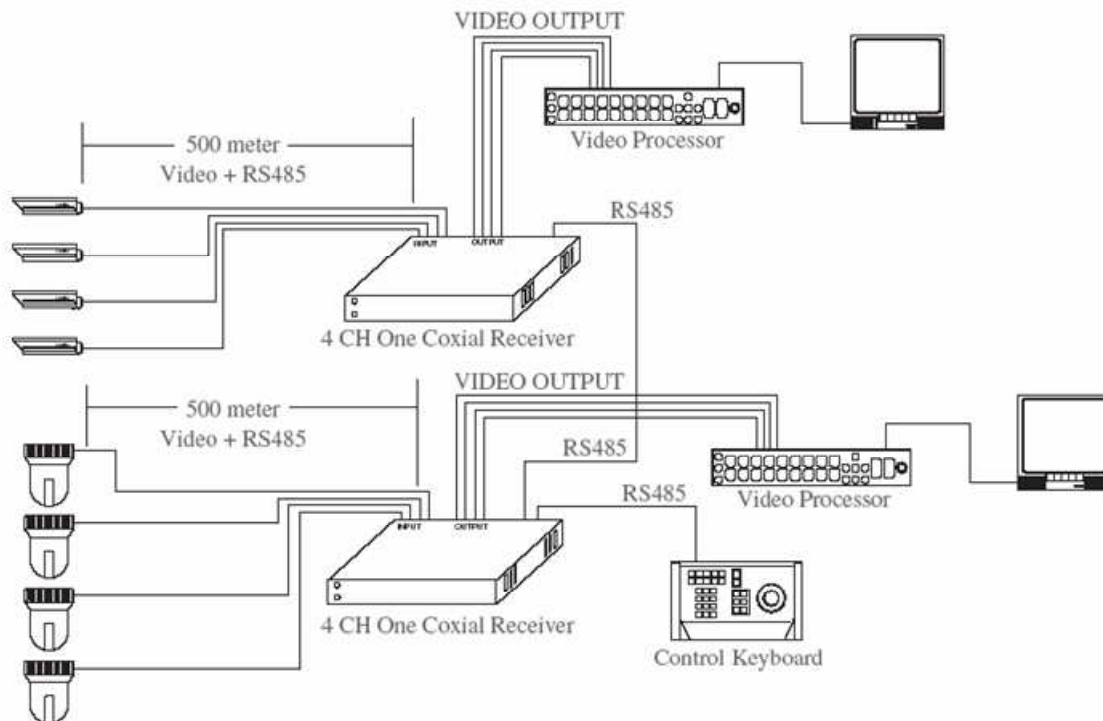 VIDEO OUTPUT
Video Processor
500 meter
Video + RS485
RS485
INPUT
OUTPUT
4 CH One Coxial Receiver
VIDEO OUTPUT
500 meter
Video + RS485
RS485
RS485
Video Processor
INPUT
OUTPUT
4 CH One Coxial Receiver
Control Keyboard